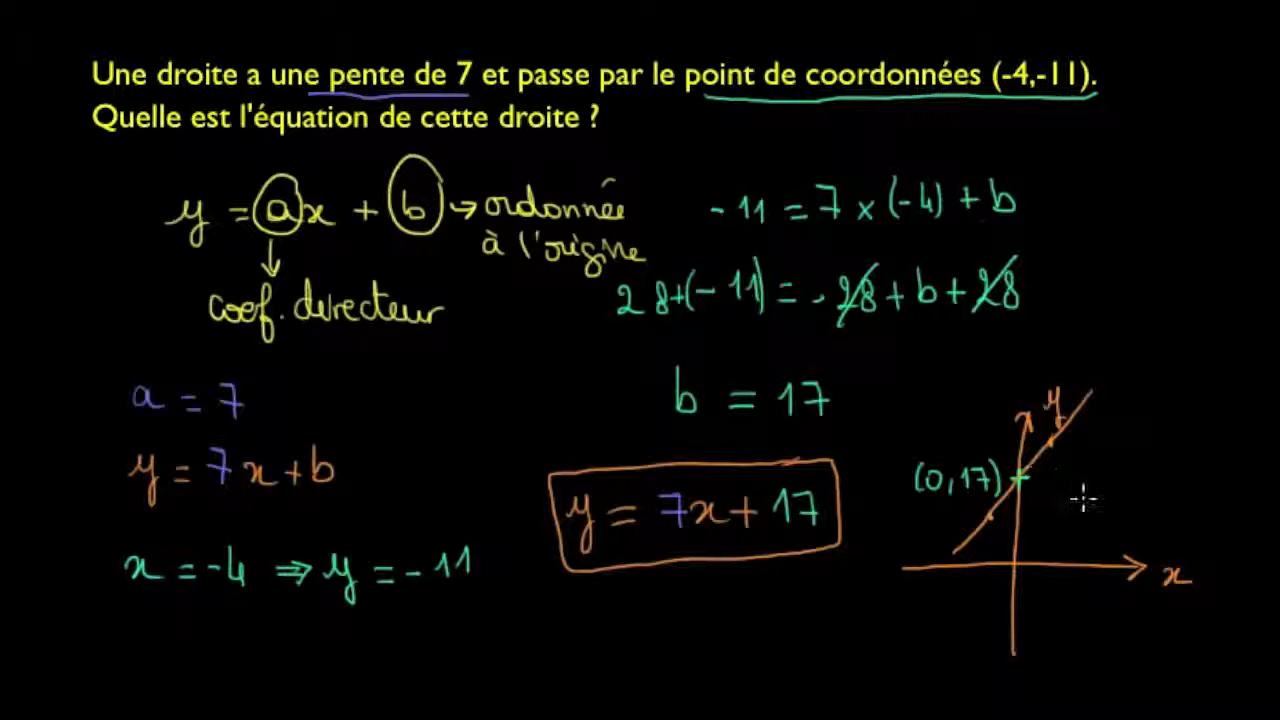 Une droite a une pente de 7 et passe par le point de coordonnées (-4,-11).
Quelle est l'équation de cette droite ?
y = ax + b → ordonnée
à l'origine
coef. directeur
a = 7
y = 7x + b
x = -4 ⇒ y = -11
-11 = 7 × (-4) + b
28+(-11) = -28 + b + 28
b = 17
y = 7x + 17
y
(0,17)
x